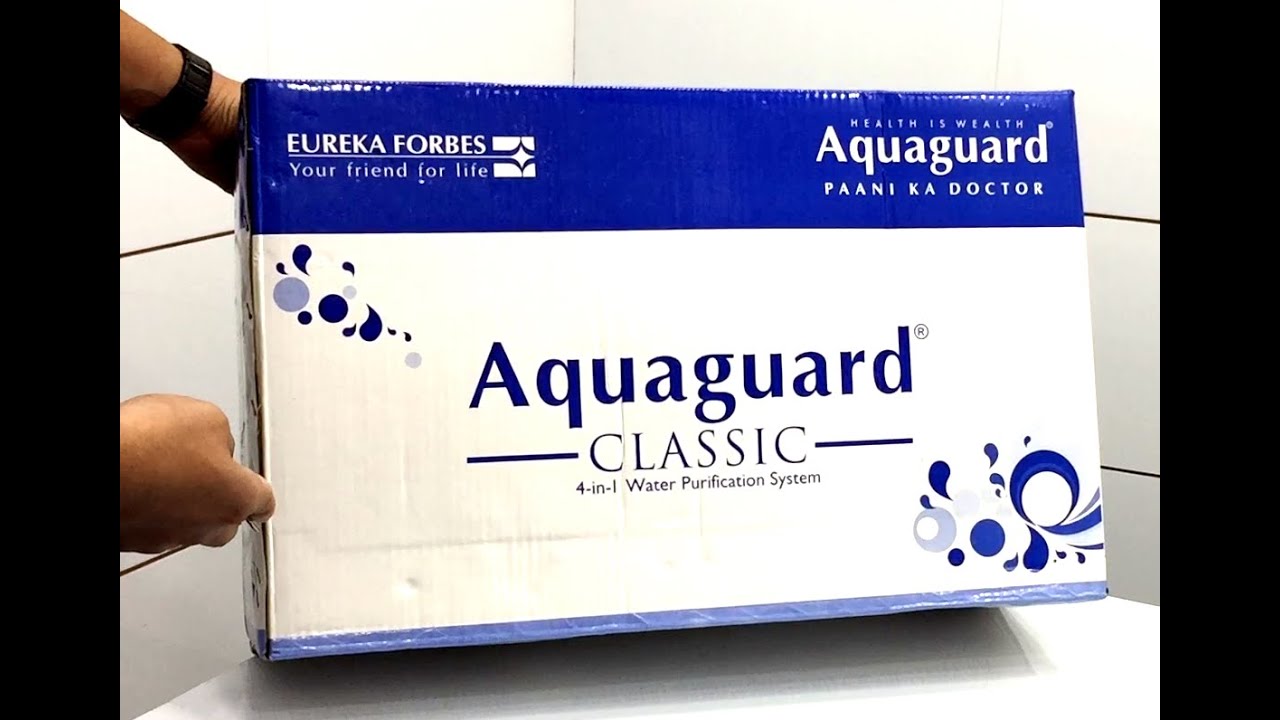 EUREKA FORBES
Your friend for life
HEALTH IS WEALTH
Aquaguard®
PAANI KA DOCTOR
Aquaguard®
CLASSIC
4-in-1 Water Purification System